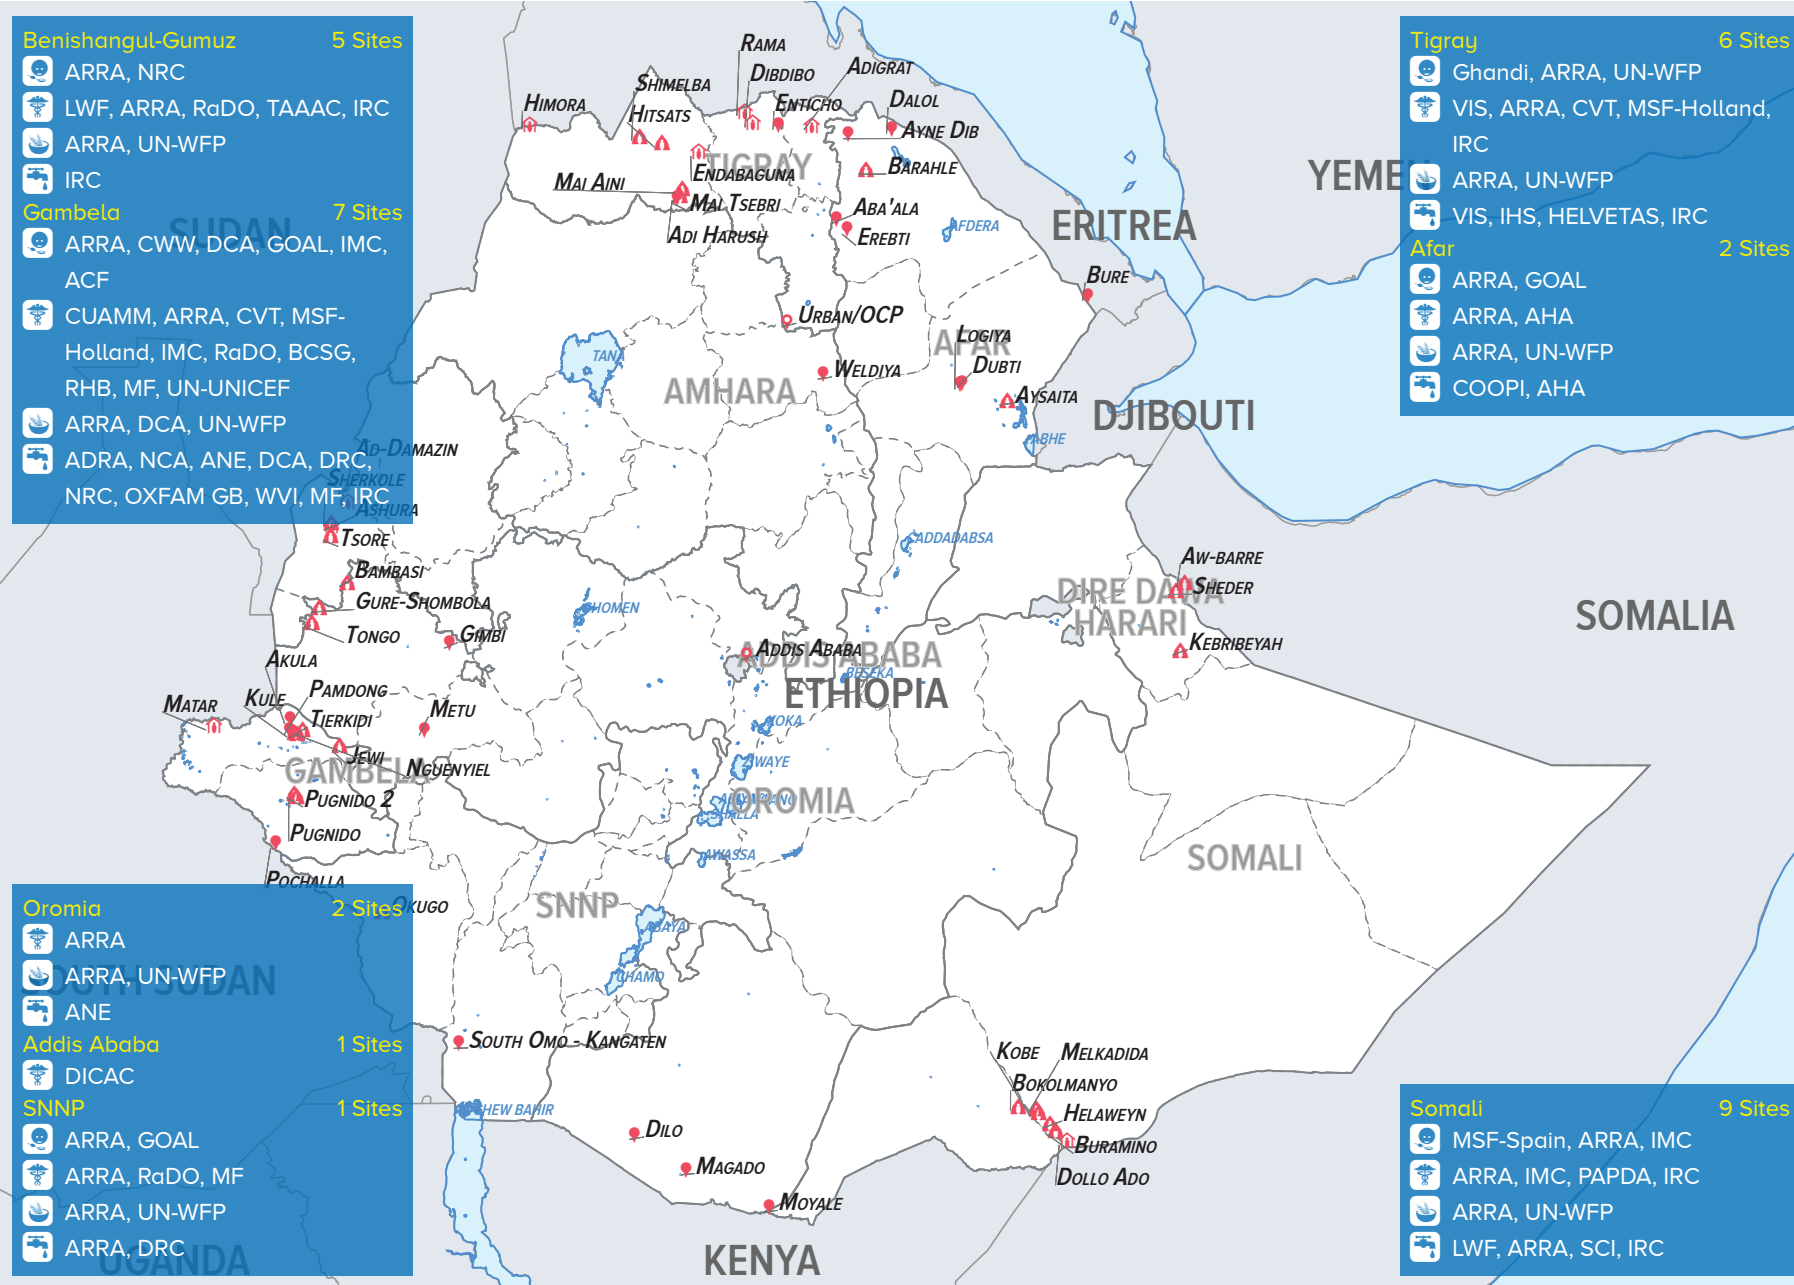 Benishangul-Gumuz 5 Sites
ARRA, NRC
LWF, ARRA, RaDO, TAAAC, IRC
ARRA, UN-WFP
IRC
Gambela 7 Sites
ARRA, CWW, DCA, GOAL, IMC,
ACF
CUAMM, ARRA, CVT, MSF-
Holland, IMC, RaDO, BCSG,
RHB, MF, UN-UNICEF
ARRA, DCA, UN-WFP
ADRA, NCA, ANE, DCA, DRC,
NRC, OXFAM GB, WVI, MF, IRC
Oromia 2 Sites
ARRA
ARRA, UN-WFP
ANE
Addis Ababa 1 Sites
DICAC
SNNP 1 Sites
ARRA, GOAL
ARRA, RaDO, MF
ARRA, UN-WFP
ARRA, DRC
Tigray 6 Sites
Ghandi, ARRA, UN-WFP
VIS, ARRA, CVT, MSF-Holland,
IRC
ARRA, UN-WFP
VIS, IHS, HELVETAS, IRC
Afar 2 Sites
ARRA, GOAL
ARRA, AHA
ARRA, UN-WFP
COOPI, AHA
Somali 9 Sites
MSF-Spain, ARRA, IMC
ARRA, IMC, PAPDA, IRC
ARRA, UN-WFP
LWF, ARRA, SCI, IRC
RAMA
DIBDIBO
ADIGRAT
SHIMELBA
HIMORA
HITSATS
ENTICHO
DALOL
AYNE DIB
TIGRAY
BARAHLE
ENDABAGUNA
MAI AINI
MAI TSEBRI
ADI HARUSH
ABA'ALA
EREBTI
AFDERA
SUDAN
YEMEN
ERITREA
BURE
URBAN/OCP
LOGIYA
AFAR
DUBTI
TANA
WELDIYA
AMHARA
AYSAITA
DJIBOUTI
ABHE
AD-DAMAZIN
SHERKOLE
ASHURA
TSORE
ADDADABSA
AW-BARRE
BAMBASI
SHEDER
DIRE DAWA
HARARI
GURE-SHOMBOLA
CHOMEN
SOMALIA
TONGO
GIMBI
KEBRIBEYAH
ADDIS ABABA
ADDIS ABABA
AKULA
BESEKA
ETHIOPIA
PAMDONG
KULE
MATAR
TIERKIDI
METU
KOKA
JEWI
NGUENYIEL
GAMBELA
ZIWAYE
PUGNIDO 2
OROMIA
SHALLA
PUGNIDO
AWASSA
SOMALI
POCHALLA
OKUGO
SNNP
ABAYA
CHAMO
SOUTH SUDAN
SOUTH OMO - KANGATEN
KOBE
MELKADIDA
BOKOLMANYO
CHEW BAHIR
HELAWEYN
DILO
BURAMINO
MAGADO
DOLLO ADO
MOYALE
UGANDA
KENYA